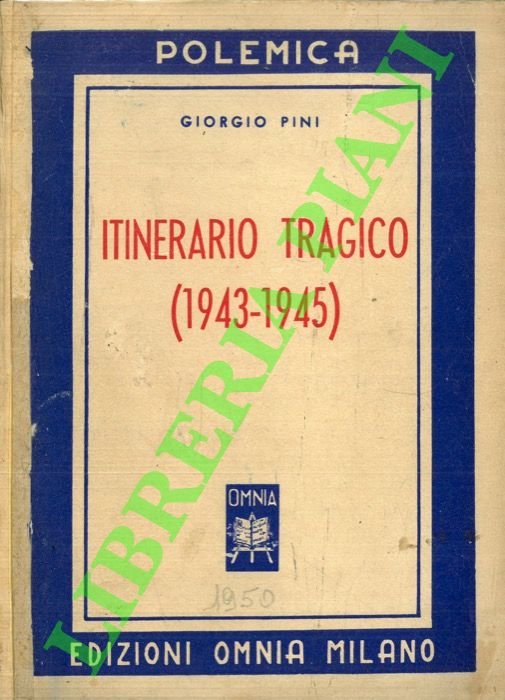 POLEMICA
GIORGIO PINI
ITINERARIO TRAGICO
(1943-1945)
OMNIA
1950
EDIZIONI OMNIA MILANO
LIBRERIA PIANI